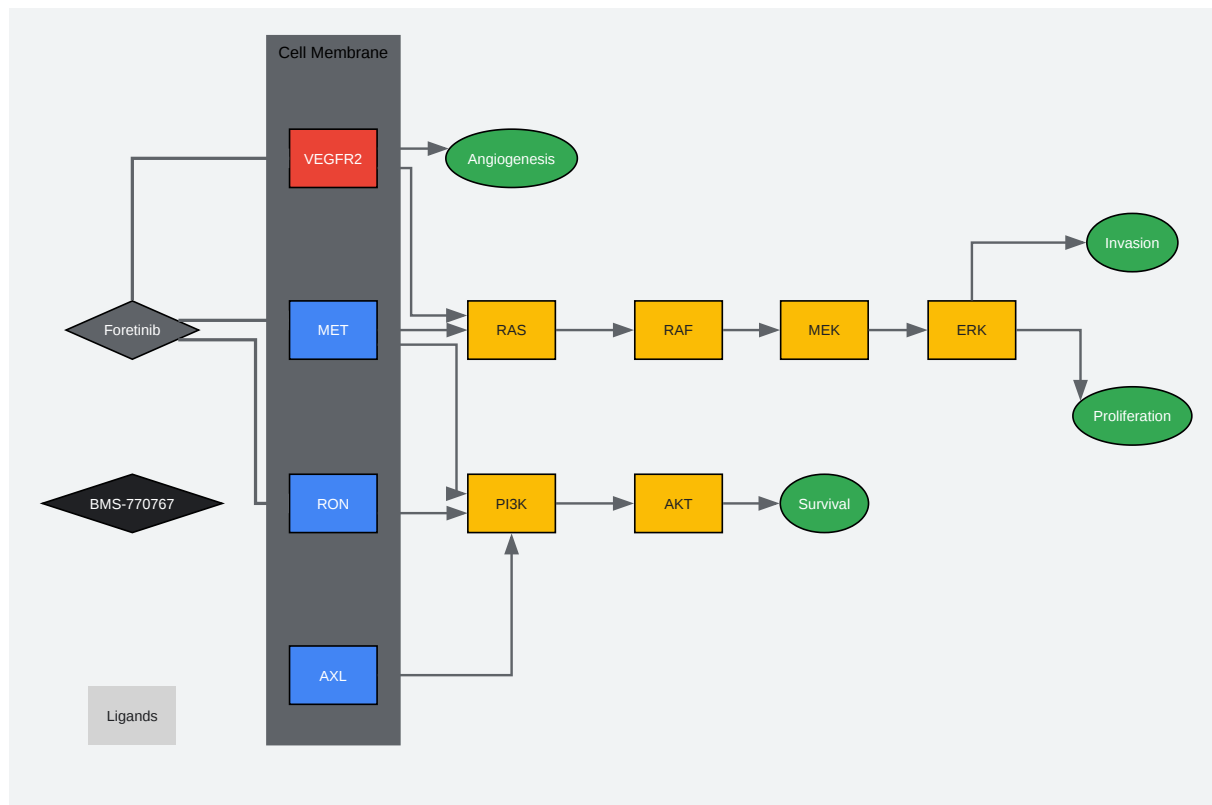 Cell Membrane
VEGFR2
Angiogenesis
Invasion
Foretinib
MET
RAS
RAF
MEK
ERK
Proliferation
BMS-770767
RON
PI3K
AKT
Survival
AXL
Ligands